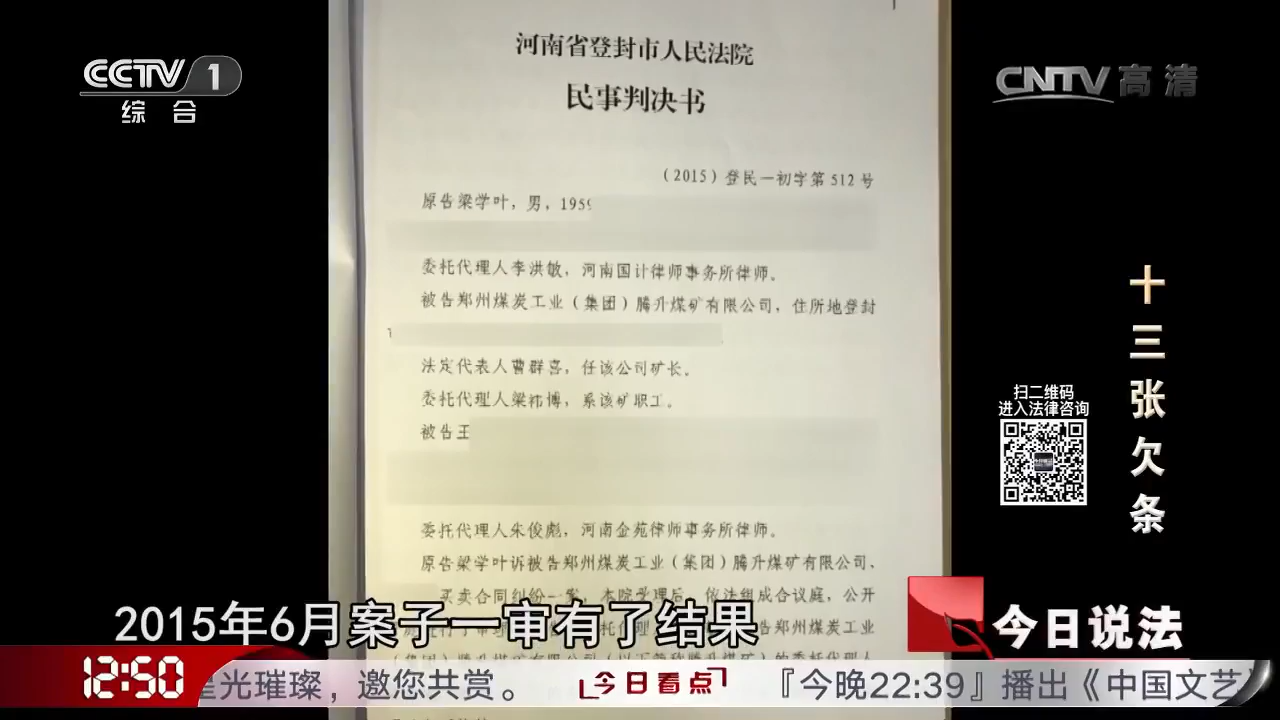 CCTV 1
综合
CNTV 高清
河南省登封市人民法院
民事判决书
（2015）登民一初字第512号
原告梁学叶，男，1959
委托代理人李洪敏，河南国计律师事务所律师。
被告郑州煤炭工业（集团）腾升煤矿有限公司，住所地登封
法定代表人曹群喜，任该公司矿长。
委托代理人梁祎博，系该矿职工。
被告王
委托代理人朱俊彪，河南金苑律师事务所律师。
原告梁学叶诉被告郑州煤炭工业（集团）腾升煤矿有限公司、
买卖合同纠纷一案，本院受理后，依法组成合议庭，公开
告郑州煤炭工业
的委托代理人
十三张欠条
扫二维码
进入法律咨询
2015年6月案子一审有了结果
今日说法
12:50
星光璀璨，邀您共赏。
今日看点
『今晚22:39』播出《中国文艺》